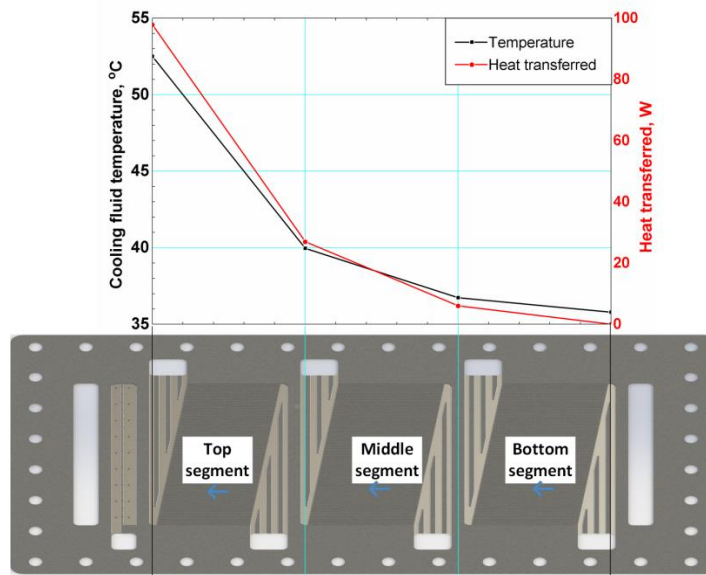 55
50
45
40
35
Cooling fluid temperature, °C
Temperature
Heat transferred
100
80
60
40
20
0
Heat transferred, W
Top
segment
Middle
segment
Bottom
segment